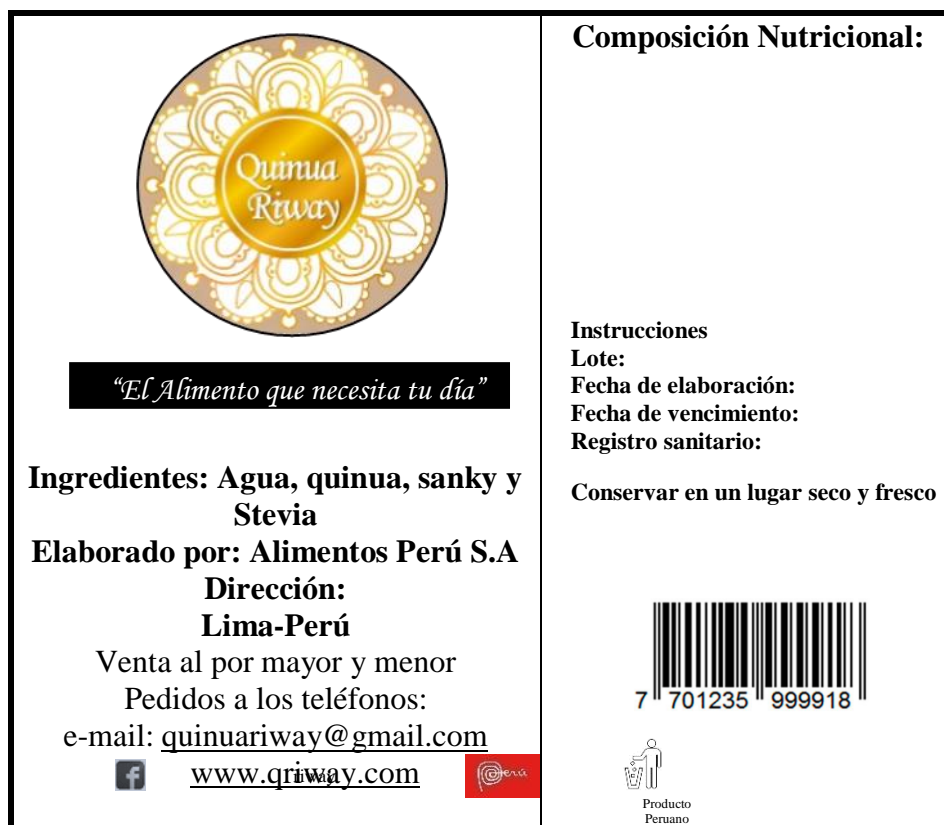 Quinua
Riway
“El Alimento que necesita tu día”
Ingredientes: Agua, quinua, sanky y
Stevia
Elaborado por: Alimentos Perú S.A
Dirección:
Lima-Perú
Venta al por mayor y menor
Pedidos a los teléfonos:
e-mail: quinuariway@gmail.com
www.qriway.com
Perú
Composición Nutricional:
Instrucciones
Lote:
Fecha de elaboración:
Fecha de vencimiento:
Registro sanitario:
Conservar en un lugar seco y fresco
7 701235 999918
Producto
Peruano